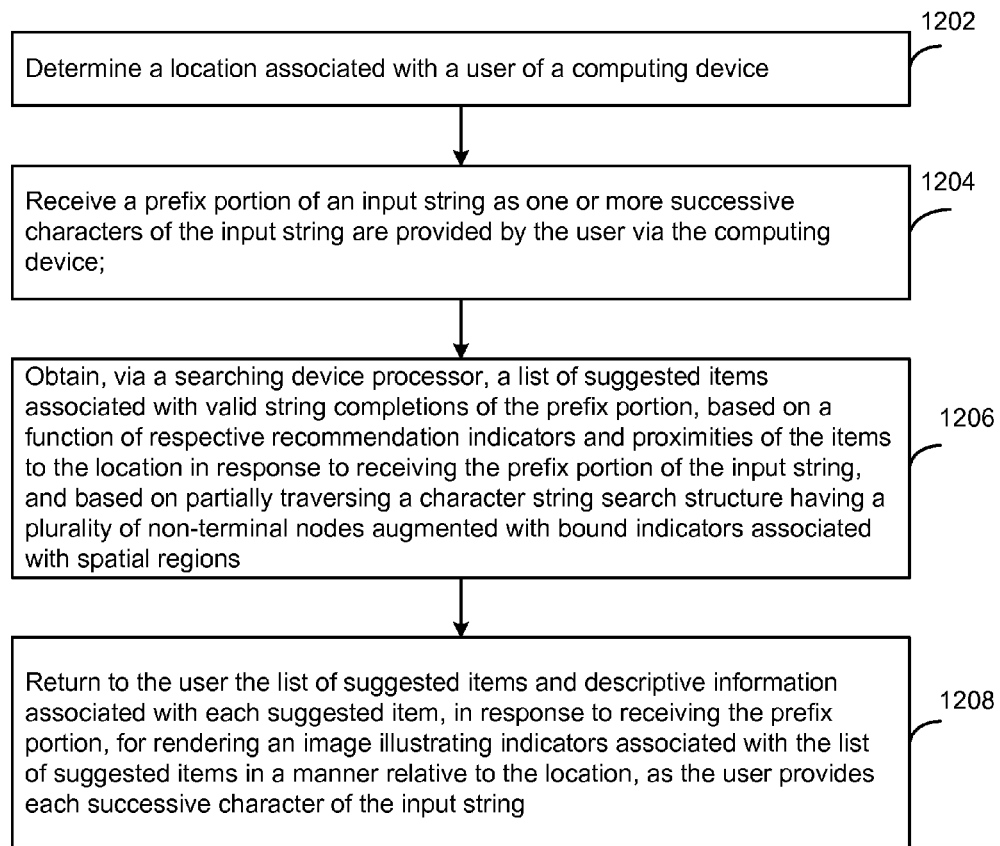 1202
Determine a location associated with a user of a computing device
1204
Receive a prefix portion of an input string as one or more successive
characters of the input string are provided by the user via the computing
device;
1206
Obtain, via a searching device processor, a list of suggested items
associated with valid string completions of the prefix portion, based on a
function of respective recommendation indicators and proximities of the items
to the location in response to receiving the prefix portion of the input string,
and based on partially traversing a character string search structure having a
plurality of non-terminal nodes augmented with bound indicators associated
with spatial regions
1208
Return to the user the list of suggested items and descriptive information
associated with each suggested item, in response to receiving the prefix
portion, for rendering an image illustrating indicators associated with the list
of suggested items in a manner relative to the location, as the user provides
each successive character of the input string